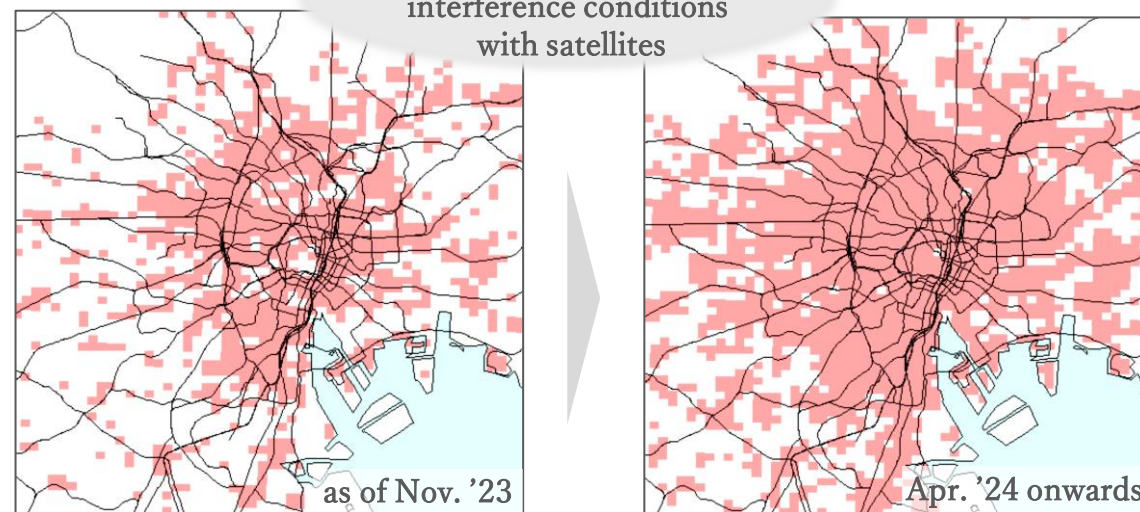 interference conditions
with satellites
as of Nov. ’23
Apr. ’24 onwards